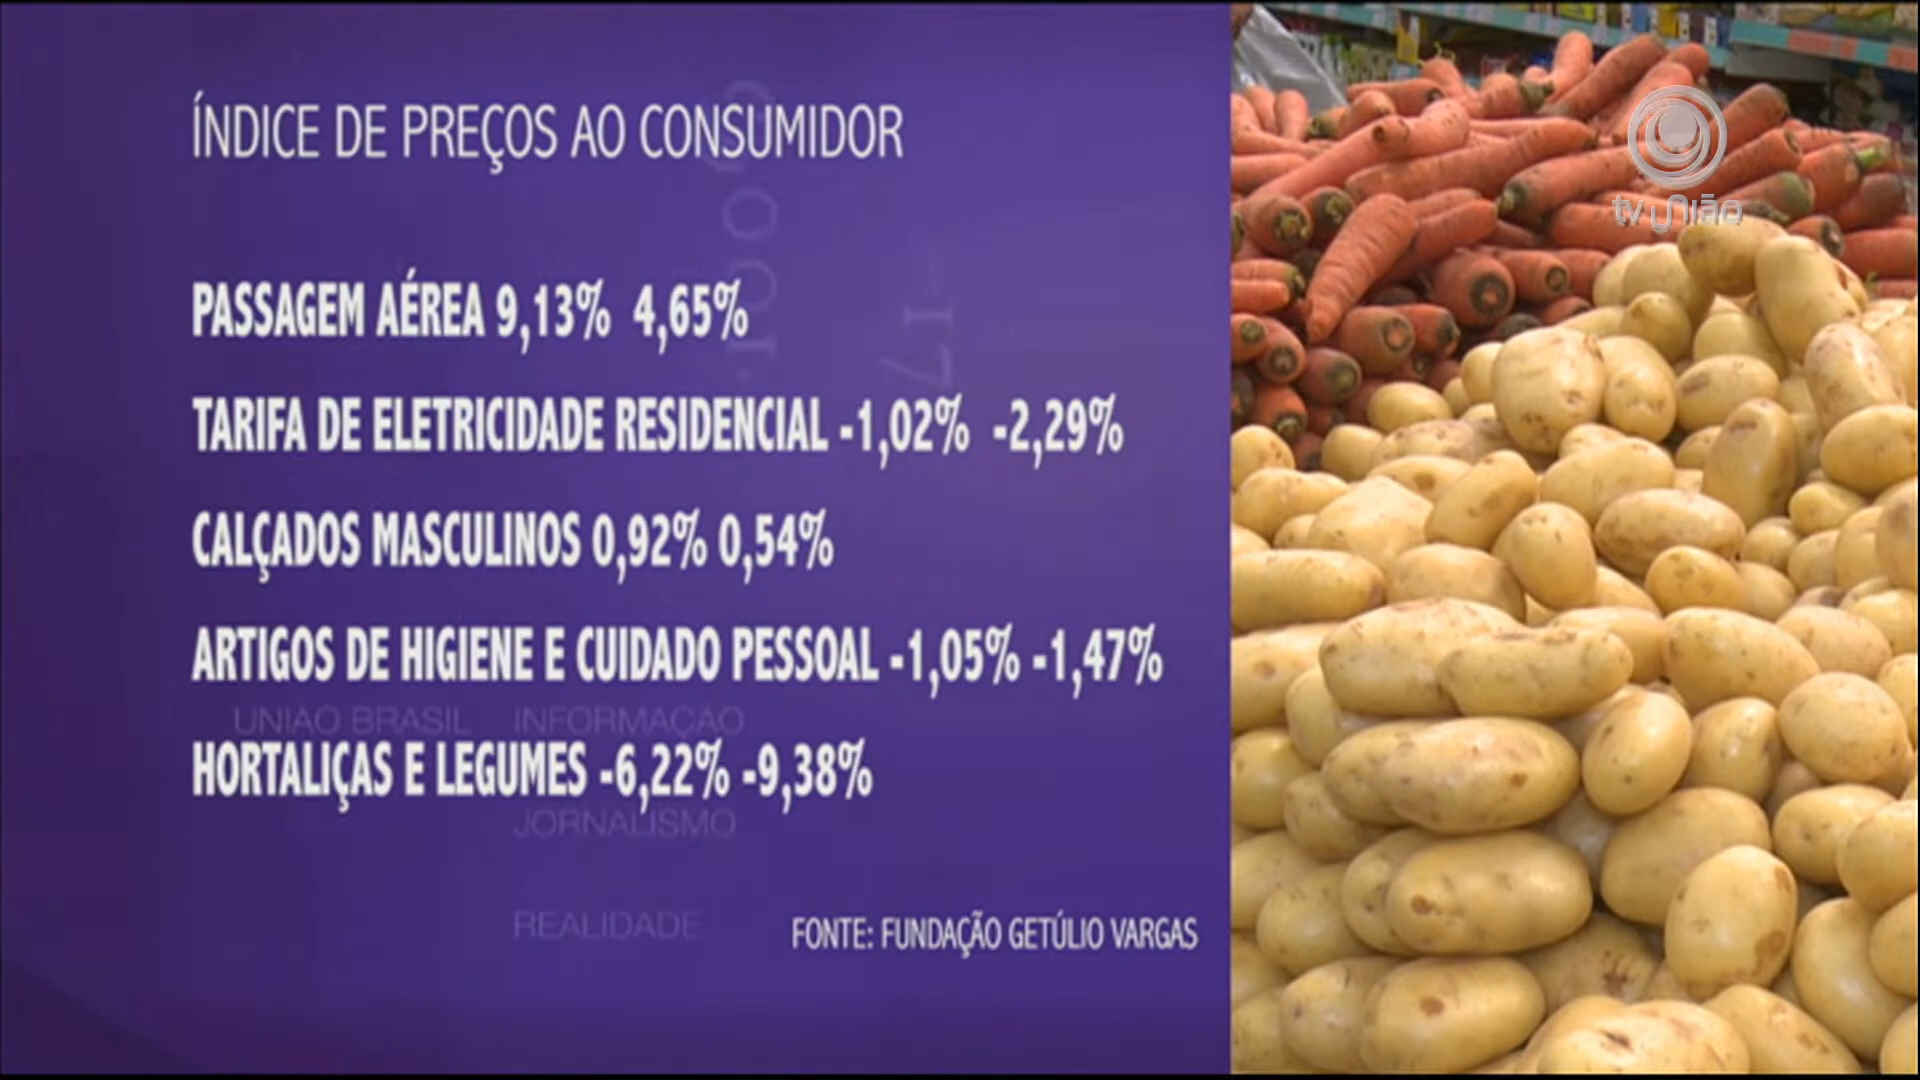 ÍNDICE DE PREÇOS AO CONSUMIDOR
tv união
PASSAGEM AÉREA 9,13% 4,65%
TARIFA DE ELETRICIDADE RESIDENCIAL -1,02% -2,29%
CALÇADOS MASCULINOS 0,92% 0,54%
ARTIGOS DE HIGIENE E CUIDADO PESSOAL -1,05% -1,47%
UNIÃO BRASIL INFORMAÇÃO
HORTALIÇAS E LEGUMES -6,22% -9,38%
JORNALISMO
REALIDADE
FONTE: FUNDAÇÃO GETÚLIO VARGAS